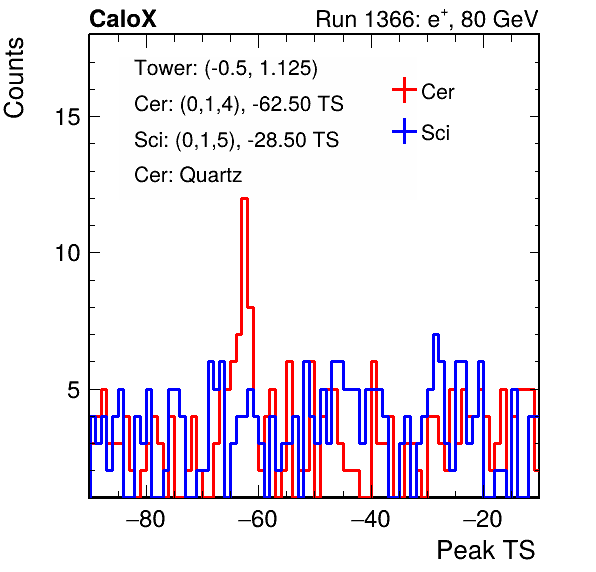 CaloX Run 1366: e⁺, 80 GeV
Counts
Tower: (-0.5, 1.125)
Cer: (0,1,4), -62.50 TS
Sci: (0,1,5), -28.50 TS
Cer: Quartz
Cer
Sci
15
10
5
−80 −60 −40 −20
Peak TS